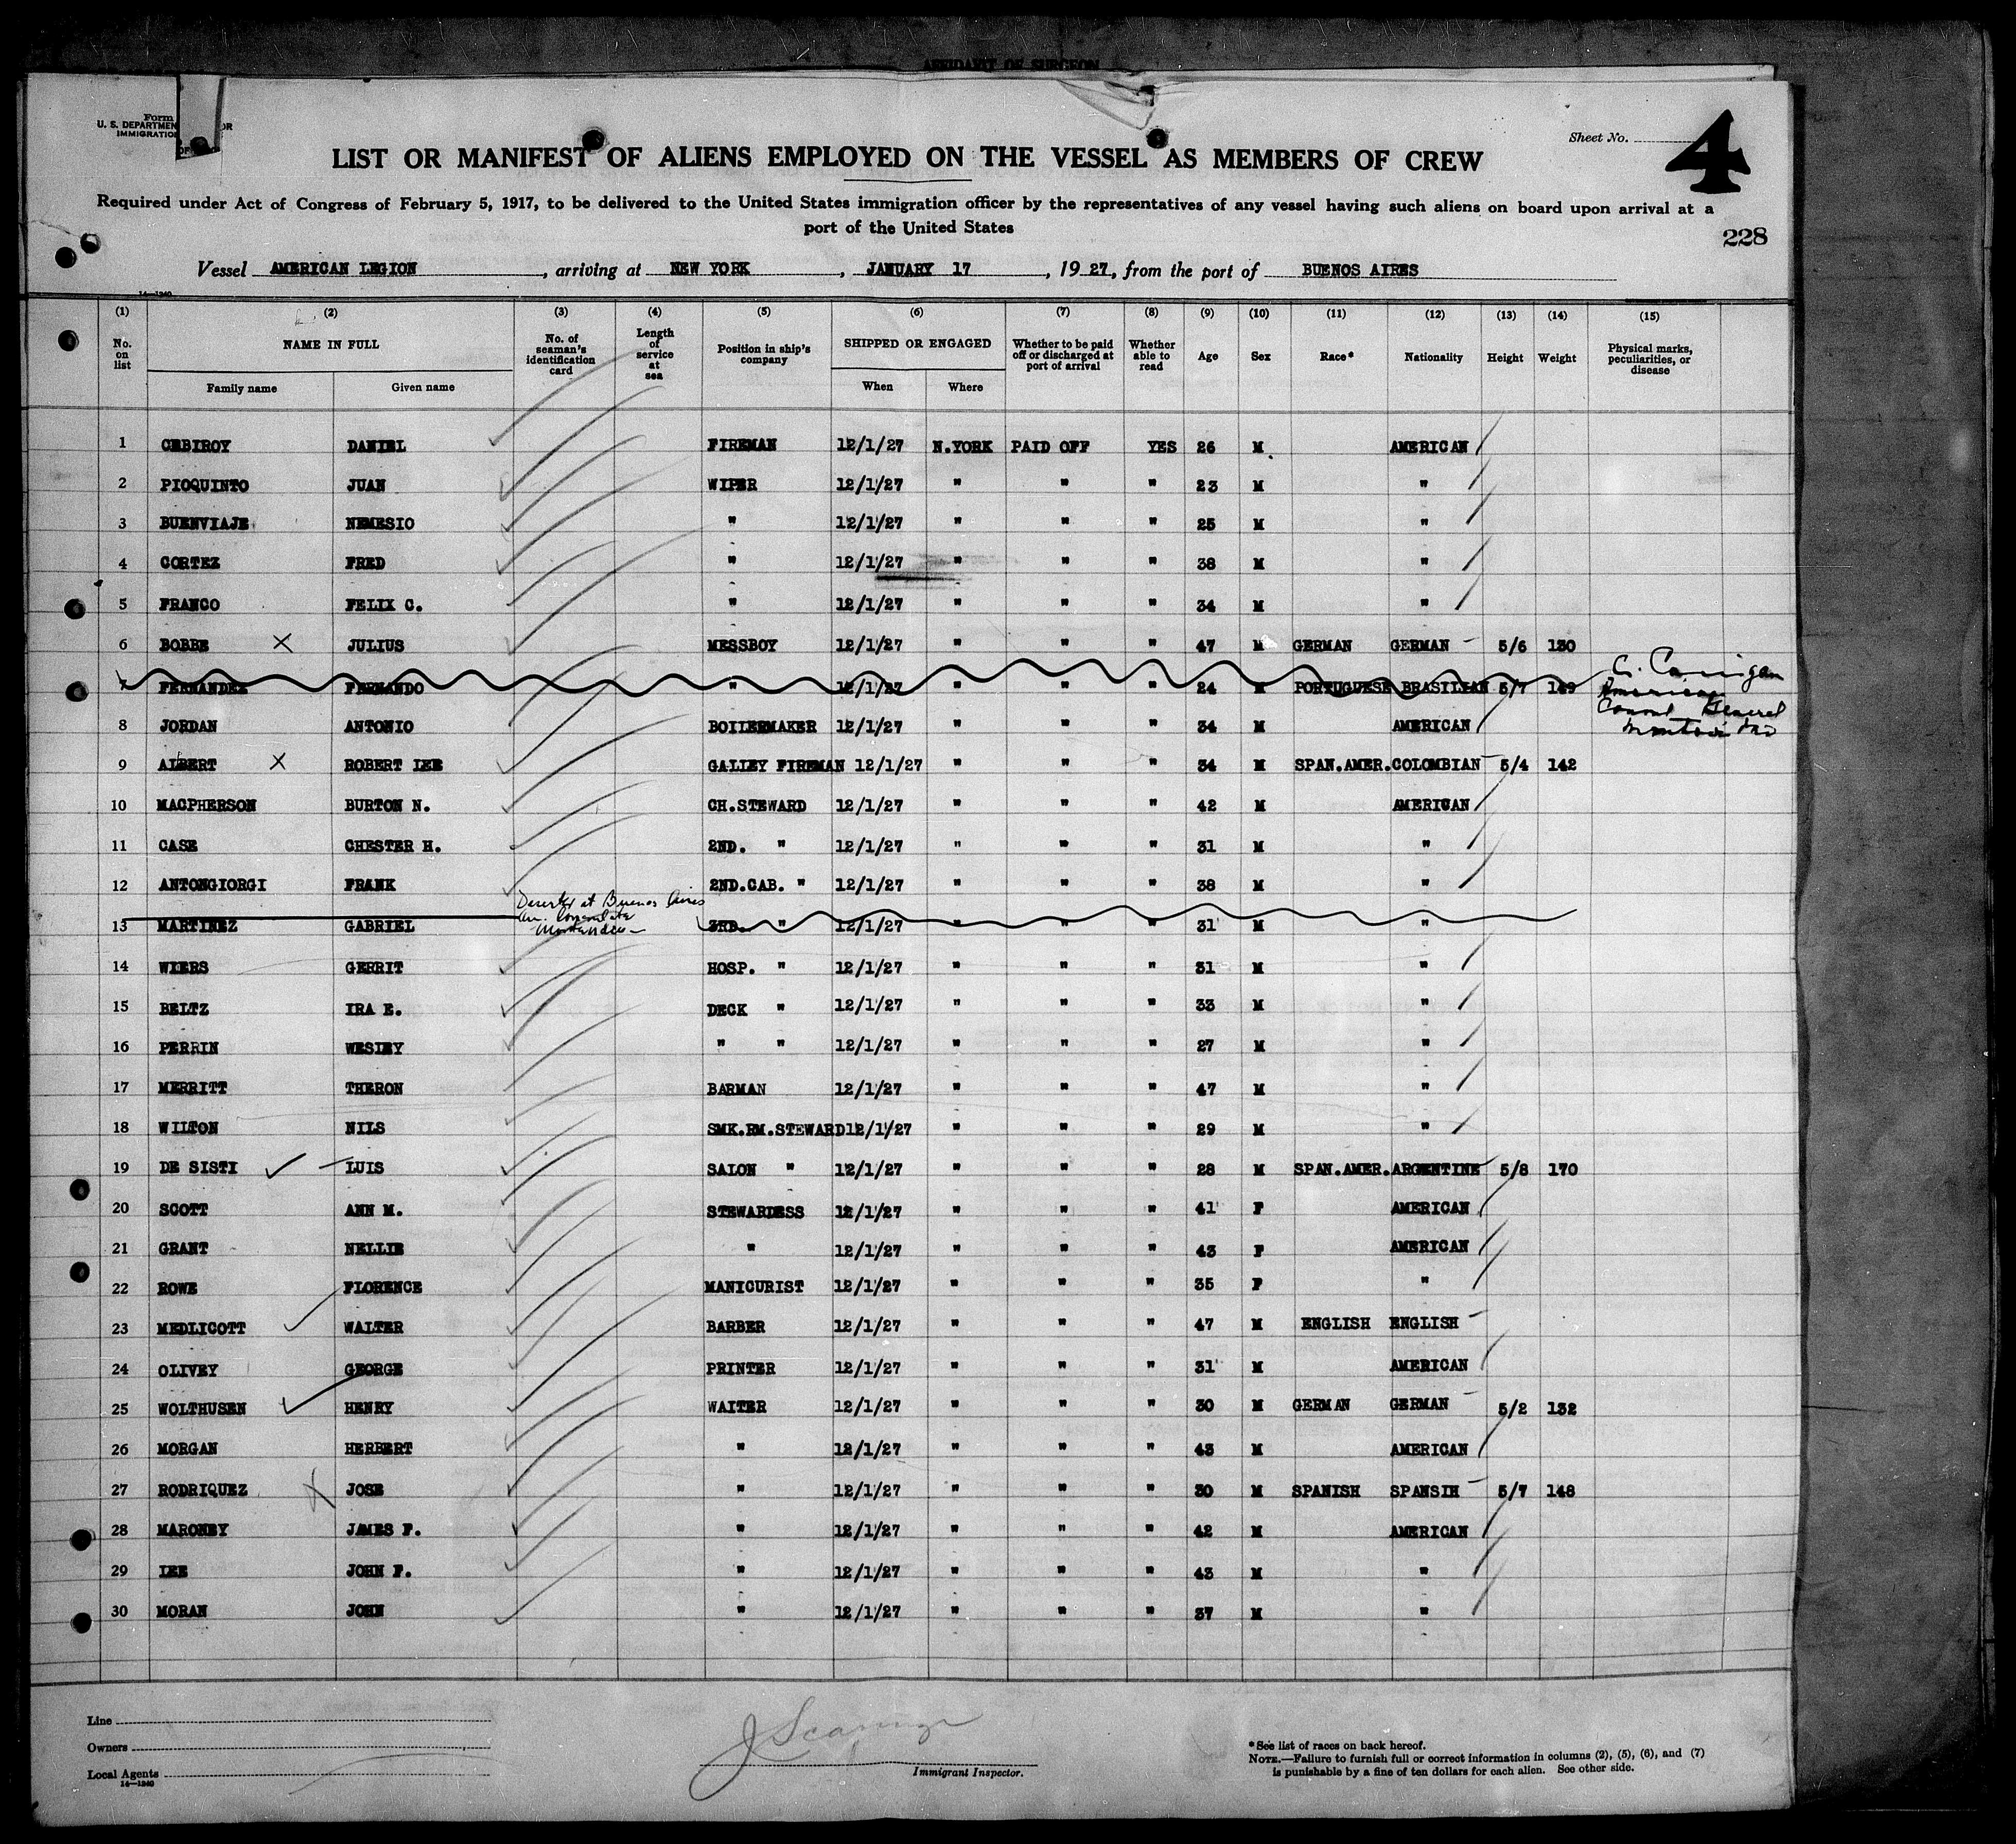 AFFIDAVIT OF SURGEON
Form
U. S. DEPARTMEN OR
IMMIGRATION
Sheet No. 4
LIST OR MANIFEST OF ALIENS EMPLOYED ON THE VESSEL AS MEMBERS OF CREW
Required under Act of Congress of February 5, 1917, to be delivered to the United States immigration officer by the representatives of any vessel having such aliens on board upon arrival at a
port of the United States
228
Vessel AMERICAN LEGION, arriving at NEW YORK, JANUARY 17, 1927, from the port of BUENOS AIRES
14—1240
(1) (2) (3) (4) (5) (6) (7) (8) (9) (10) (11) (12) (13) (14) (15)
No. on list NAME IN FULL No. of seaman's identification card Length of service at sea Position in ship's company SHIPPED OR ENGAGED Whether to be paid off or discharged at port of arrival Whether able to read Age Sex Race* Nationality Height Weight Physical marks, peculiarities, or disease
Family name Given name When Where
1 CEBIROY DANIEL FIREMAN 12/1/27 N.YORK PAID OFF YES 26 M AMERICAN
2 PIOQUINTO JUAN WIPER 12/1/27 " " " 23 M "
3 BUENVIAJE NEMESIO " 12/1/27 " " " 25 M "
4 CORTEZ FRED " 12/1/27 " " " 38 M "
5 FRANCO FELIX C. " 12/1/27 " " " 34 M "
6 BOBBE X JULIUS MESSBOY 12/1/27 " " " 47 M GERMAN GERMAN 5/6 130
7 FERNANDEZ FERNANDO " 12/1/27 " " " 24 M PORTUGUESE BRASILIAN 5/7 149 C. Carrigan
American
Consul General
Montevideo
8 JORDAN ANTONIO BOILERMAKER 12/1/27 " " " 34 M AMERICAN
9 ALBERT X ROBERT LEE GALLEY FIREMAN 12/1/27 " " " 34 M SPAN.AMER. COLOMBIAN 5/4 142
10 MACPHERSON BURTON N. CH.STEWARD 12/1/27 " " " 42 M AMERICAN
11 CASE CHESTER H. 2ND. " 12/1/27 " " " 31 M "
12 ANTONGIORGI FRANK 2ND.CAB. " 12/1/27 " " " 38 M "
Deserted at Buenos Aires
13 MARTINEZ GABRIEL 3RD. " 12/1/27 " " " 31 M "
14 WIERS GERRIT HOSP. " 12/1/27 " " " 31 M "
15 BELTZ IRA E. DECK " 12/1/27 " " " 33 M "
16 PERRIN WESLEY " " 12/1/27 " " " 27 M "
17 MERRITT THERON BARMAN 12/1/27 " " " 47 M "
18 WILTON NILS SMK.RM.STEWARD 12/1/27 " " " 29 M "
19 DE SISTI LUIS SALON " 12/1/27 " " " 28 M SPAN.AMER. ARGENTINE 5/8 170
20 SCOTT ANN M. STEWARDESS 12/1/27 " " " 41 F AMERICAN
21 GRANT NELLIE " 12/1/27 " " " 43 F AMERICAN
22 ROWE FLORENCE MANICURIST 12/1/27 " " " 35 F "
23 MEDLICOTT WALTER BARBER 12/1/27 " " " 47 M ENGLISH ENGLISH
24 OLIVEY GEORGE PRINTER 12/1/27 " " " 31 M AMERICAN
25 WOLTHUSEN HENRY WAITER 12/1/27 " " " 30 M GERMAN GERMAN 5/2 132
26 MORGAN HERBERT " 12/1/27 " " " 43 M AMERICAN
27 RODRIQUEZ X JOSE " 12/1/27 " " " 30 M SPANISH SPANSIH 5/7 148
28 MARONEY JAMES F. " 12/1/27 " " " 42 M AMERICAN
29 LEE JOHN F. " 12/1/27 " " " 43 M "
30 MORAN JOHN " 12/1/27 " " " 37 M "
Line
Owners
Local Agents
14—1240
Immigrant Inspector.
*See list of races on back hereof.
NOTE.—Failure to furnish full or correct information in columns (2), (5), (6), and (7)
is punishable by a fine of ten dollars for each alien. See other side.